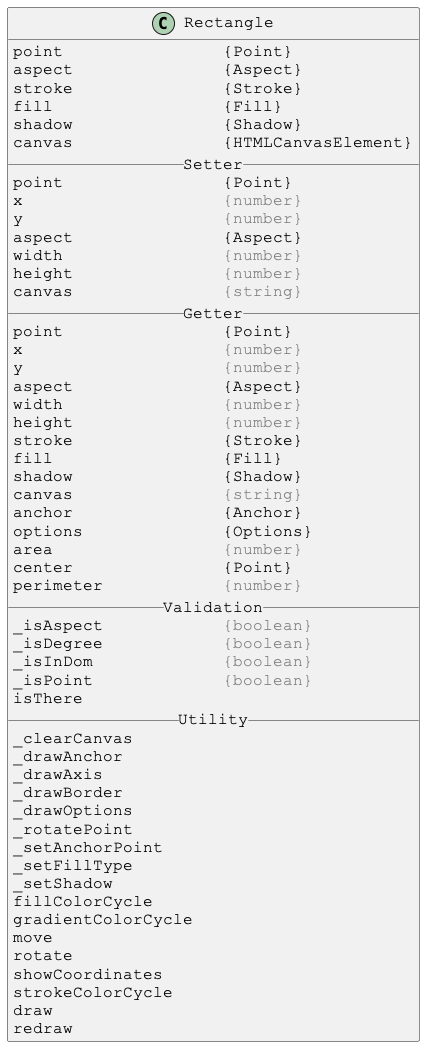 C Rectangle
point {Point}
aspect {Aspect}
stroke {Stroke}
fill {Fill}
shadow {Shadow}
canvas {HTMLCanvasElement}
Setter
point {Point}
x {number}
y {number}
aspect {Aspect}
width {number}
height {number}
canvas {string}
Getter
point {Point}
x {number}
y {number}
aspect {Aspect}
width {number}
height {number}
stroke {Stroke}
fill {Fill}
shadow {Shadow}
canvas {string}
anchor {Anchor}
options {Options}
area {number}
center {Point}
perimeter {number}
Validation
_isAspect {boolean}
_isDegree {boolean}
_isInDom {boolean}
_isPoint {boolean}
isThere
Utility
_clearCanvas
_drawAnchor
_drawAxis
_drawBorder
_drawOptions
_rotatePoint
_setAnchorPoint
_setFillType
_setShadow
fillColorCycle
gradientColorCycle
move
rotate
showCoordinates
strokeColorCycle
draw
redraw